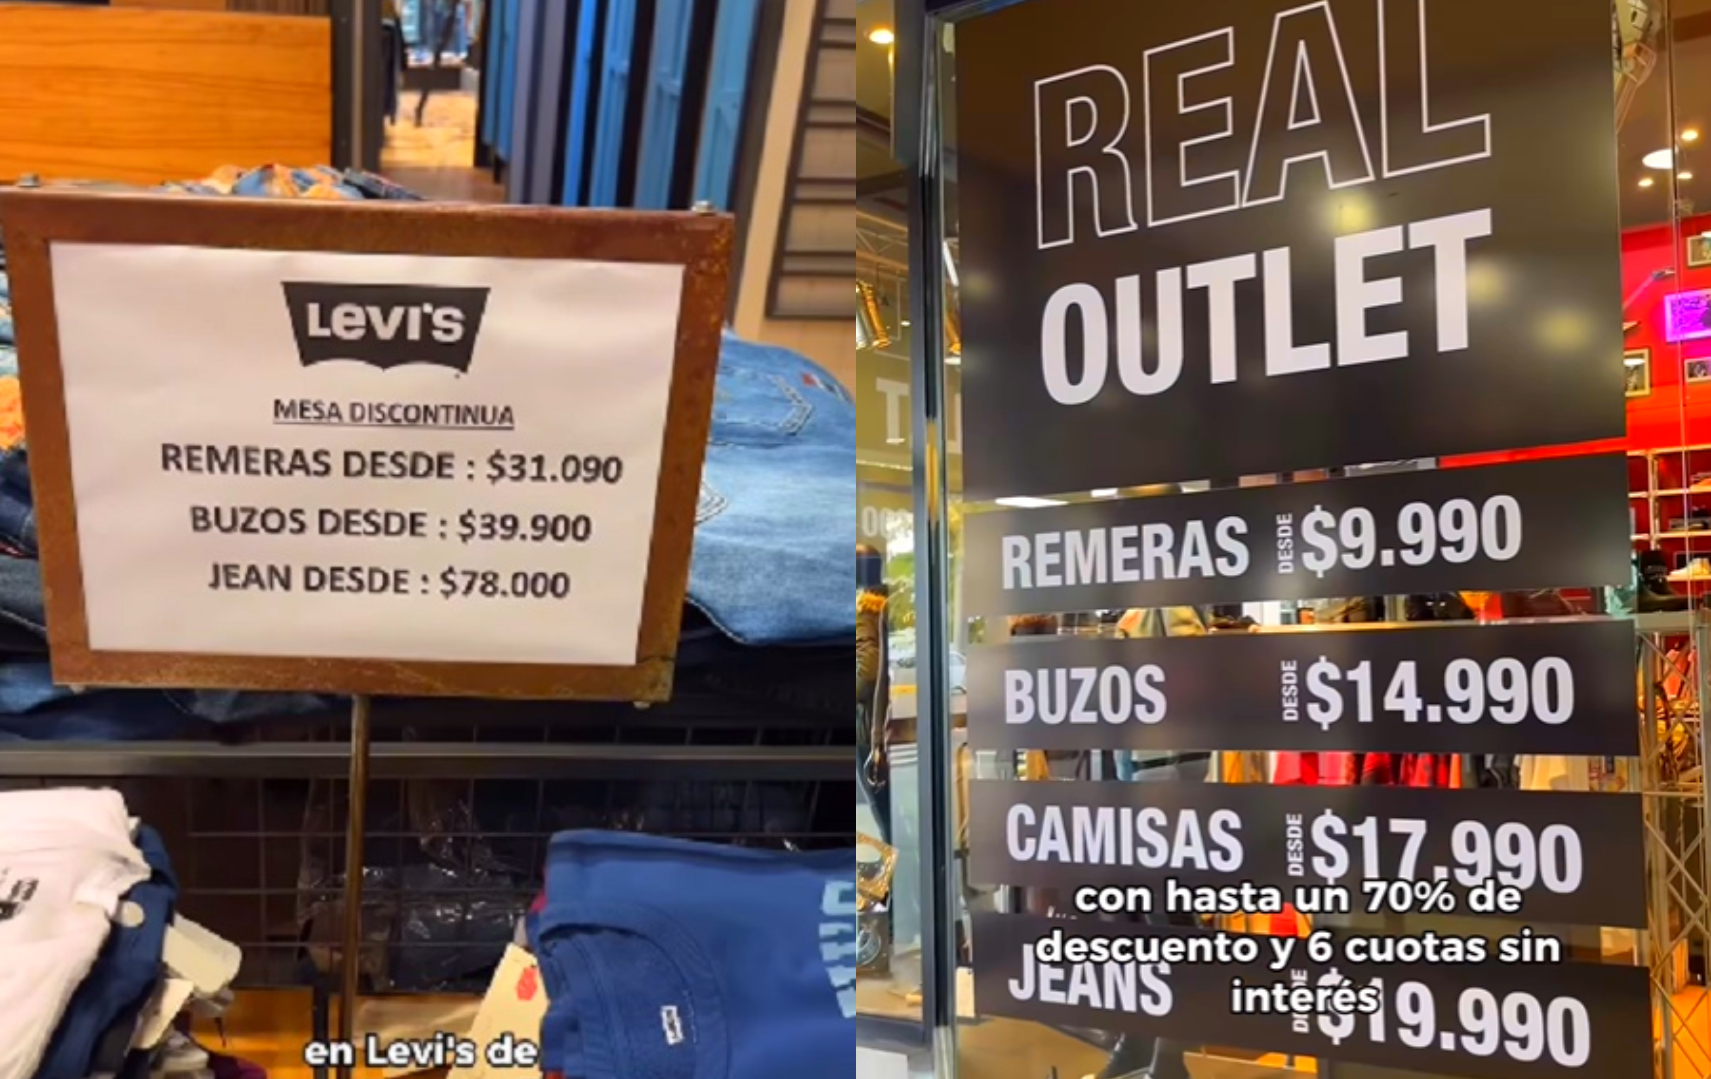 LEVI'S
MESA DISCONTINUA
REMERAS DESDE : $31.090
BUZOS DESDE : $39.900
JEAN DESDE : $78.000
en Levi's de
REAL
OUTLET
REMERAS DESDE $9.990
BUZOS DESDE $14.990
CAMISAS DESDE $17.990
con hasta un 70% de
descuento y 6 cuotas sin
interés
JEANS DESDE $19.990